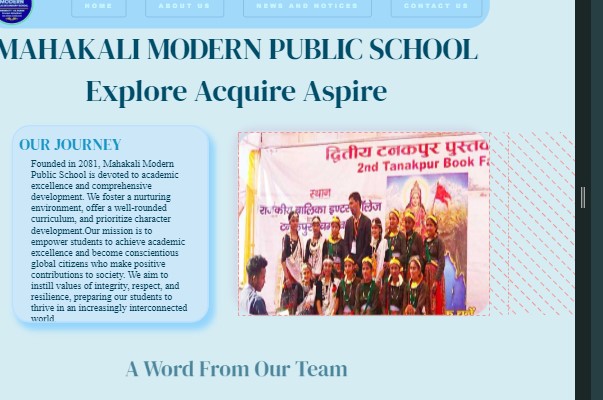 MODERN
HOME
ABOUT US
NEWS AND NOTICES
CONTACT US
MAHAKALI MODERN PUBLIC SCHOOL
Explore Acquire Aspire
OUR JOURNEY
Founded in 2081, Mahakali Modern
Public School is devoted to academic
excellence and comprehensive
development. We foster a nurturing
environment, offer a well-rounded
curriculum, and prioritize character
development.Our mission is to
empower students to achieve academic
excellence and become conscientious
global citizens who make positive
contributions to society. We aim to
instill values of integrity, respect, and
resilience, preparing our students to
thrive in an increasingly interconnected
world
द्वितीय टनकपुर पुस्तक
2nd Tanakpur Book Fa
स्थान
राजकीय बालिका इण्टर कॉलेज
टनकपुर
A Word From Our Team